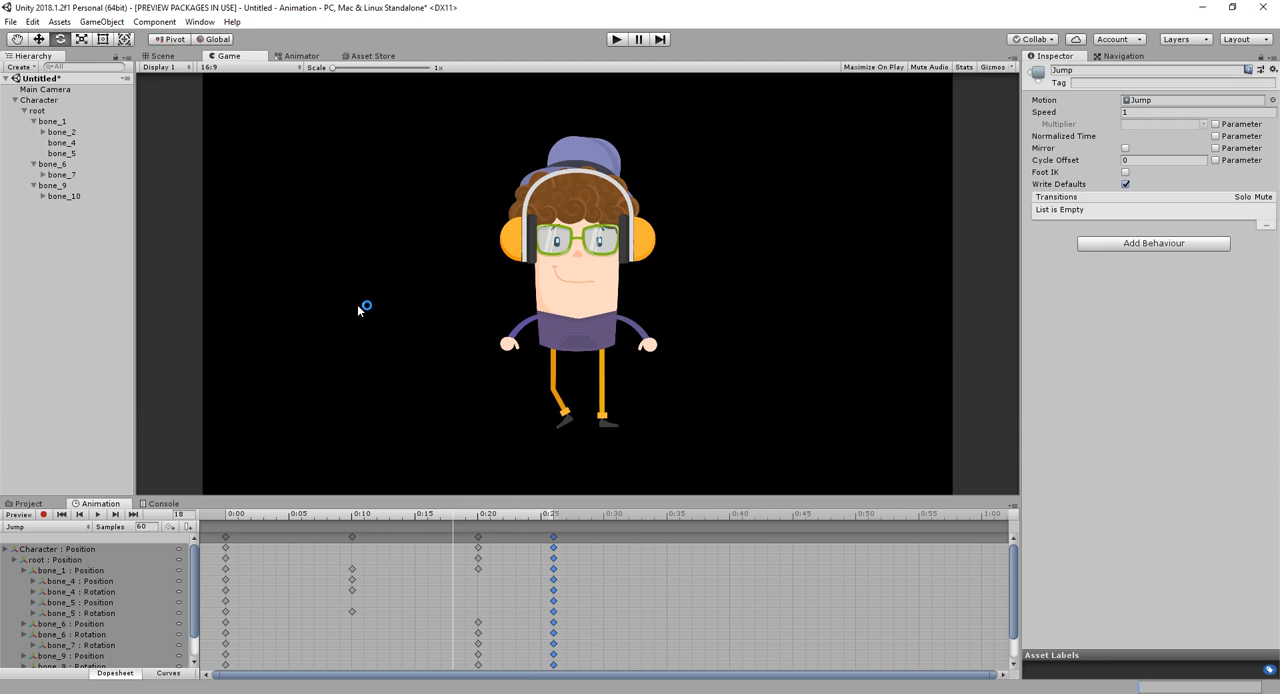 Unity 2018.1.2f1 Personal (64bit) - [PREVIEW PACKAGES IN USE] - Untitled - Animation - PC, Mac & Linux Standalone* <DX11>
File Edit Assets GameObject Component Window Help
Pivot Global Collab Account Layers Layout
Hierarchy Scene Game Animator Asset Store Inspector Navigation
Create All Display 1 16:9 Scale 1x Maximize On Play Mute Audio Stats Gizmos
Untitled*
Main Camera
Character
root
bone_1
bone_2
bone_4
bone_5
bone_6
bone_7
bone_9
bone_10
Jump
Tag
Motion Jump
Speed 1
Multiplier Parameter
Normalized Time Parameter
Mirror Parameter
Cycle Offset 0 Parameter
Foot IK
Write Defaults
Transitions Solo Mute
List is Empty
Add Behaviour
Project Animation Console
Preview 18 0:00 0:05 0:10 0:15 0:20 0:25 0:30 0:35 0:40 0:45 0:50 0:55 1:00
Jump Samples 60
Character : Position
root : Position
bone_1 : Position
bone_4 : Position
bone_4 : Rotation
bone_5 : Position
bone_5 : Rotation
bone_6 : Position
bone_6 : Rotation
bone_7 : Rotation
bone_9 : Position
bone_9 : Rotation
Dopesheet Curves
Asset Labels